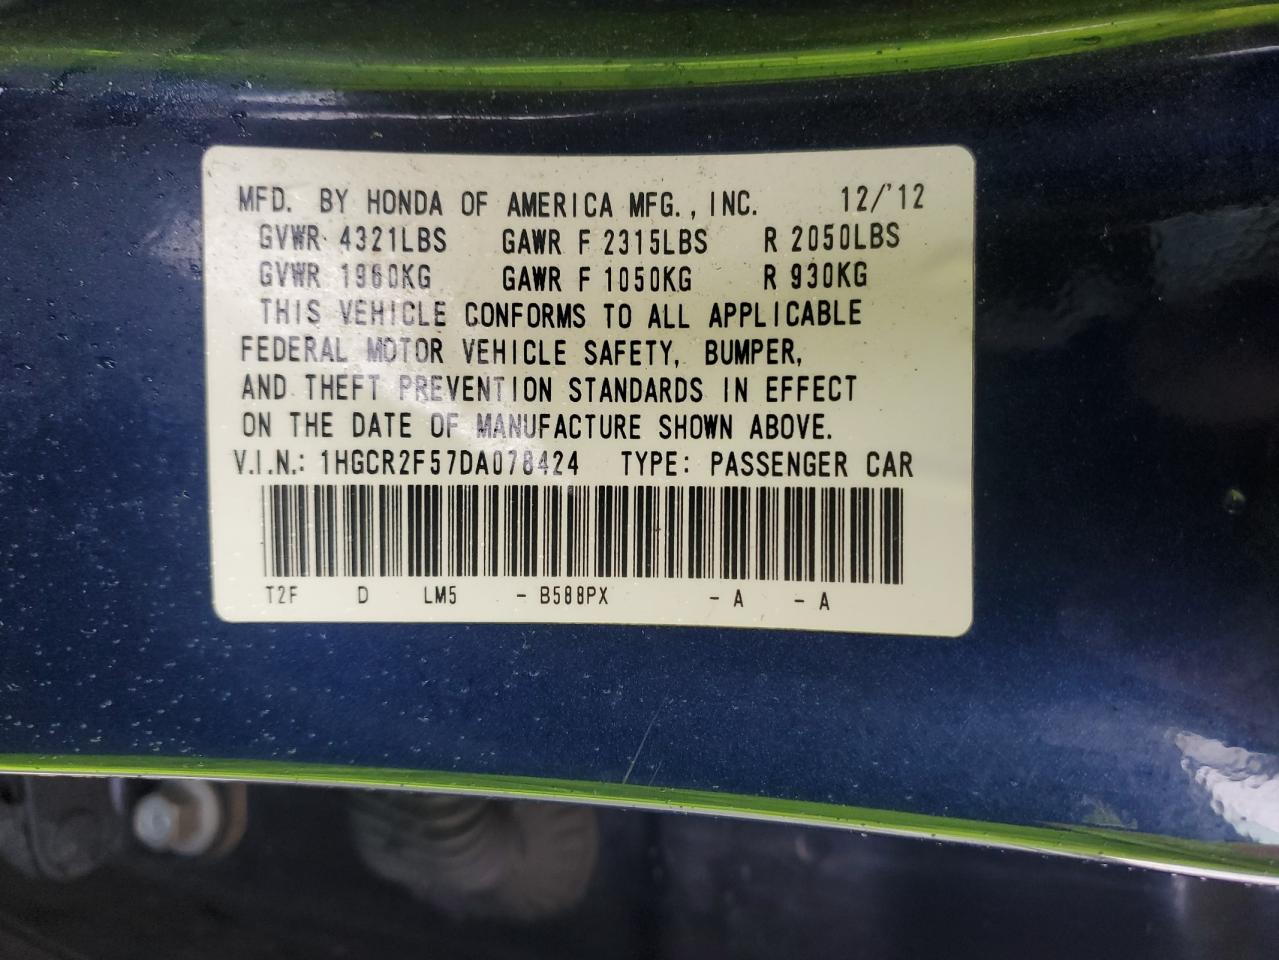 MFD. BY HONDA OF AMERICA MFG., INC. 12/'12
GVWR 4321LBS GAWR F 2315LBS R 2050LBS
GVWR 1960KG GAWR F 1050KG R 930KG
THIS VEHICLE CONFORMS TO ALL APPLICABLE
FEDERAL MOTOR VEHICLE SAFETY, BUMPER,
AND THEFT PREVENTION STANDARDS IN EFFECT
ON THE DATE OF MANUFACTURE SHOWN ABOVE.
V.I.N.: 1HGCR2F57DA078424 TYPE: PASSENGER CAR
T2F D LM5 - B588PX - A - A